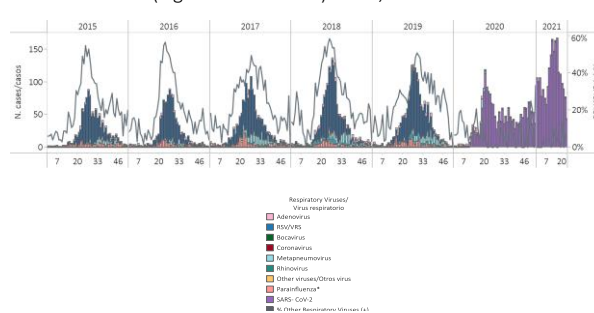 2015 2016 2017 2018 2019 2020 2021
N. cases/casos
150
100
50
0
60%
40%
20%
0%
7 20 33 46 7 20 33 46 7 20 33 46 7 20 33 46 7 20 33 46 7 20 33 46 7 20
Respiratory Viruses/
Virus respiratorio
Adenovirus
RSV/VRS
Bocavirus
Coronavirus
Metapneumovirus
Rhinovirus
Other viruses/Otros virus
Parainfluenza*
SARS- CoV-2
% Other Respiratory Viruses (+)